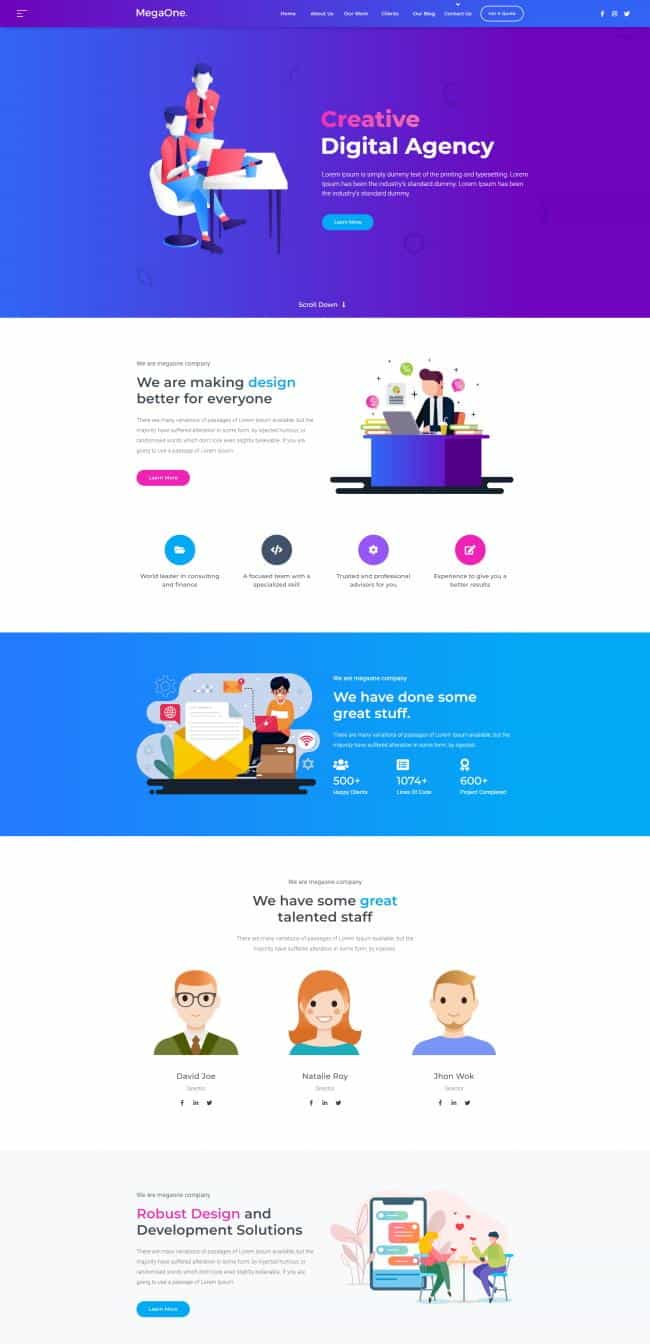 MegaOne.
Home About Us Our Work Clients Our Blog Contact Us Get A Quote
Creative
Digital Agency
Lorem Ipsum is simply dummy text of the printing and typesetting. Lorem
Ipsum has been the industry's standard dummy. Lorem Ipsum has been
the industry's standard dummy.
Learn More
Scroll Down
We are megaone company
We are making design
better for everyone
There are many variations of passages of Lorem Ipsum available, but the
majority have suffered alteration in some form, by injected humour, or
randomised words which don't look even slightly believable. If you are
going to use a passage of Lorem Ipsum
Learn More
World leader in consulting
and finance
A focused team with a
specialized skill
Trusted and professional
advisors for you
Experience to give you a
better results
We are megaone company
We have done some
great stuff.
There are many variations of passages of Lorem Ipsum available, but the
majority have suffered alteration in some form, by injected.
500+ 1074+ 600+
Happy Clients Lines Of Code Project Completed
We are megaone company
We have some great
talented staff
There are many variations of passages of Lorem Ipsum available, but the
majority have suffered alteration in some form, by injected.
David Joe Natalie Roy Jhon Wok
Director Director Director
We are megaone company
Robust Design and
Development Solutions
There are many variations of passages of Lorem Ipsum available, but the
majority have suffered alteration in some form, by injected humour, or
randomised words which don't look even slightly believable. If you are
going to use a passage of Lorem Ipsum
Learn More